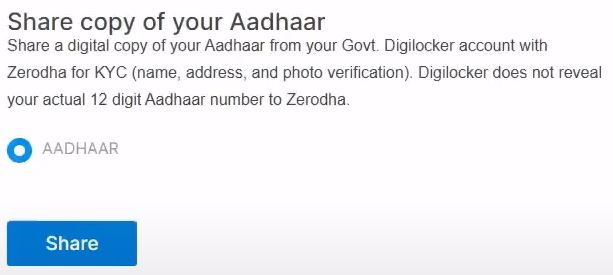 Share copy of your Aadhaar
Share a digital copy of your Aadhaar from your Govt. Digilocker account with
Zerodha for KYC (name, address, and photo verification). Digilocker does not reveal
your actual 12 digit Aadhaar number to Zerodha.
AADHAAR
Share